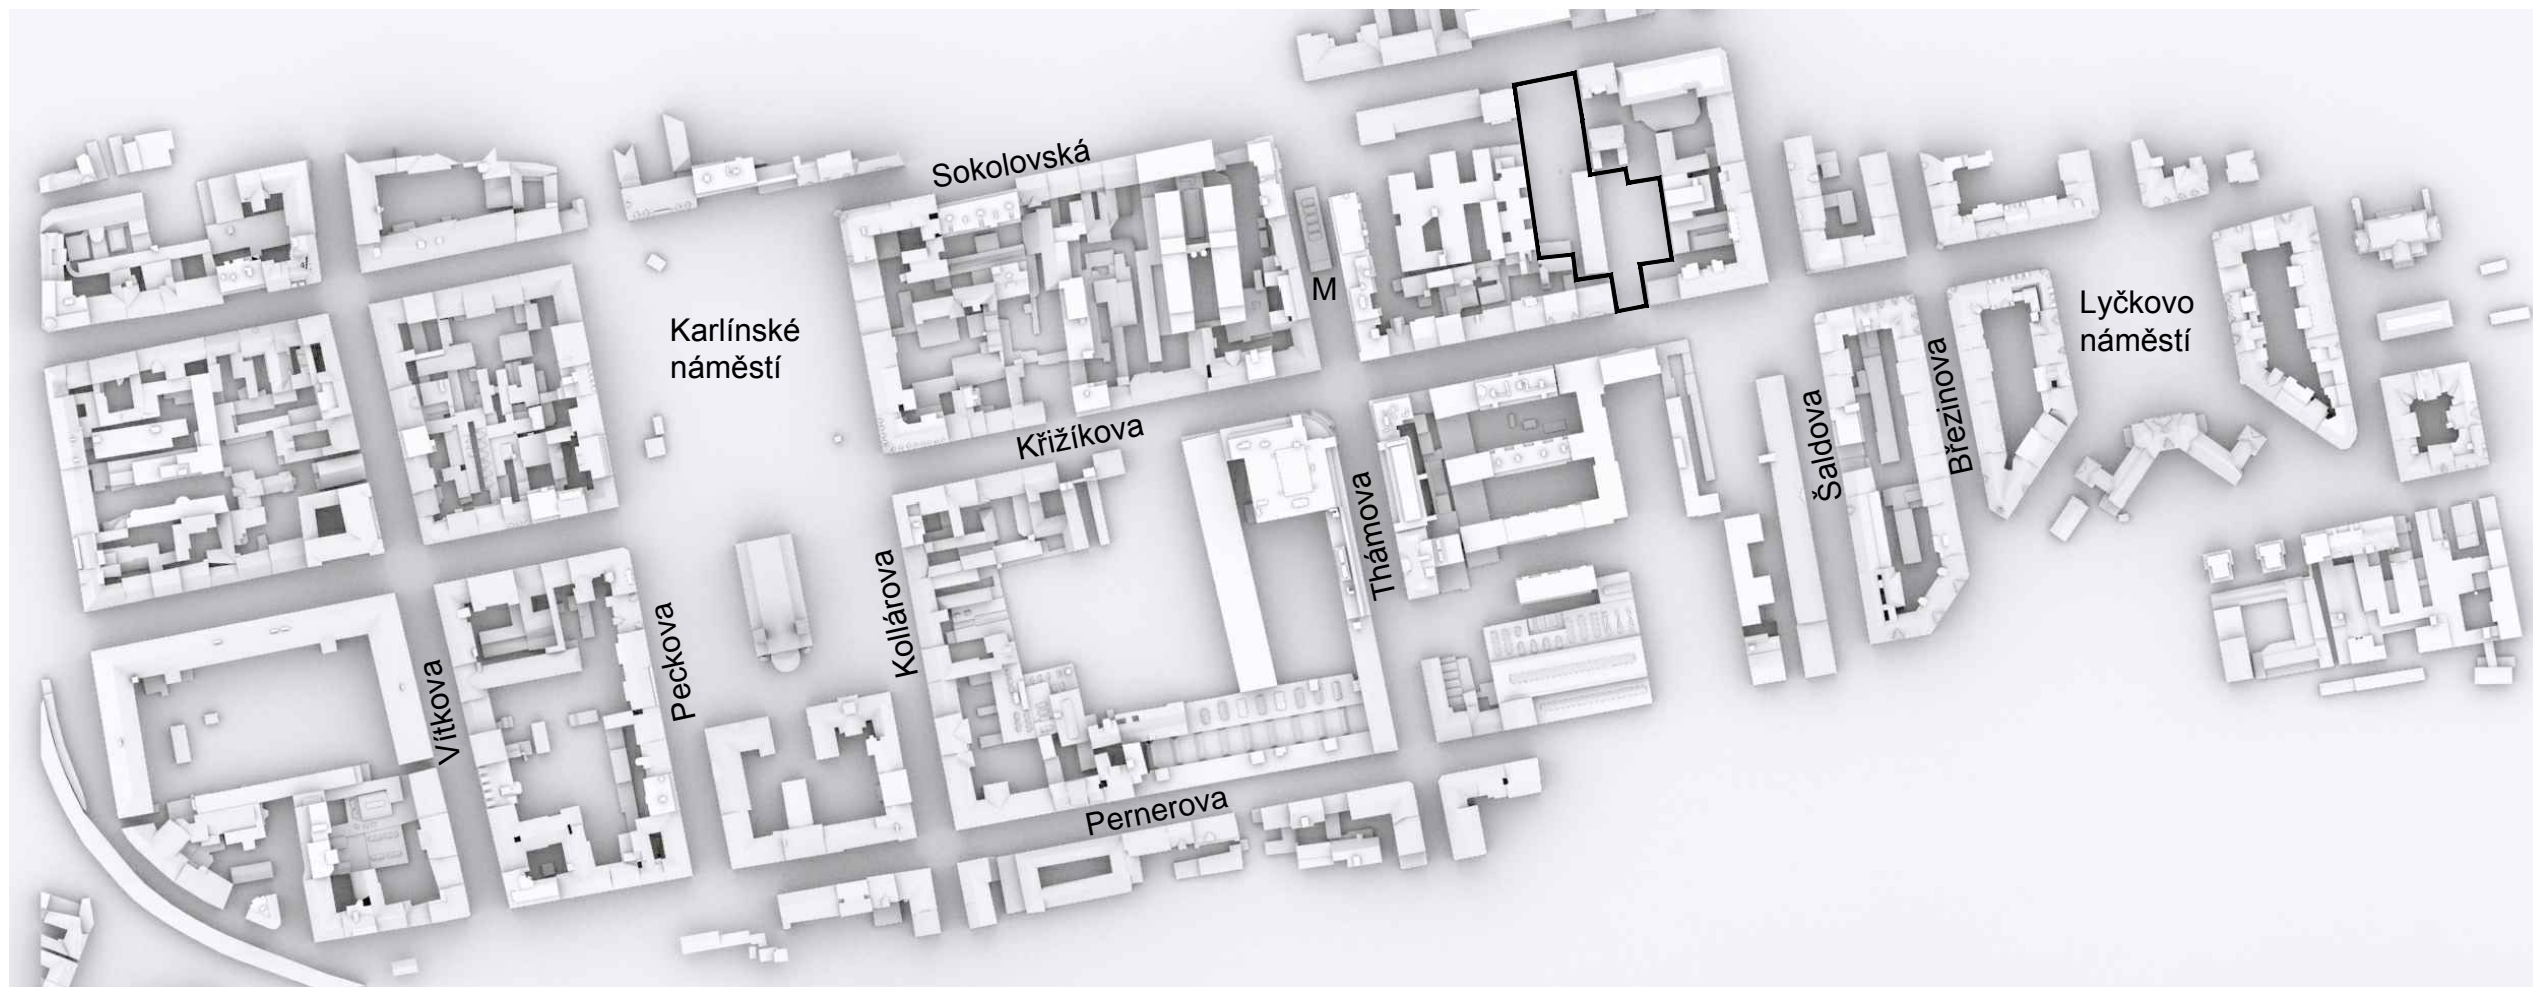 Sokolovská
M
Karlínské
náměstí
Lyčkovo
náměstí
Křižíkova
Šaldova
Březinova
Thámova
Kollárova
Peckova
Vítkova
Pernerova